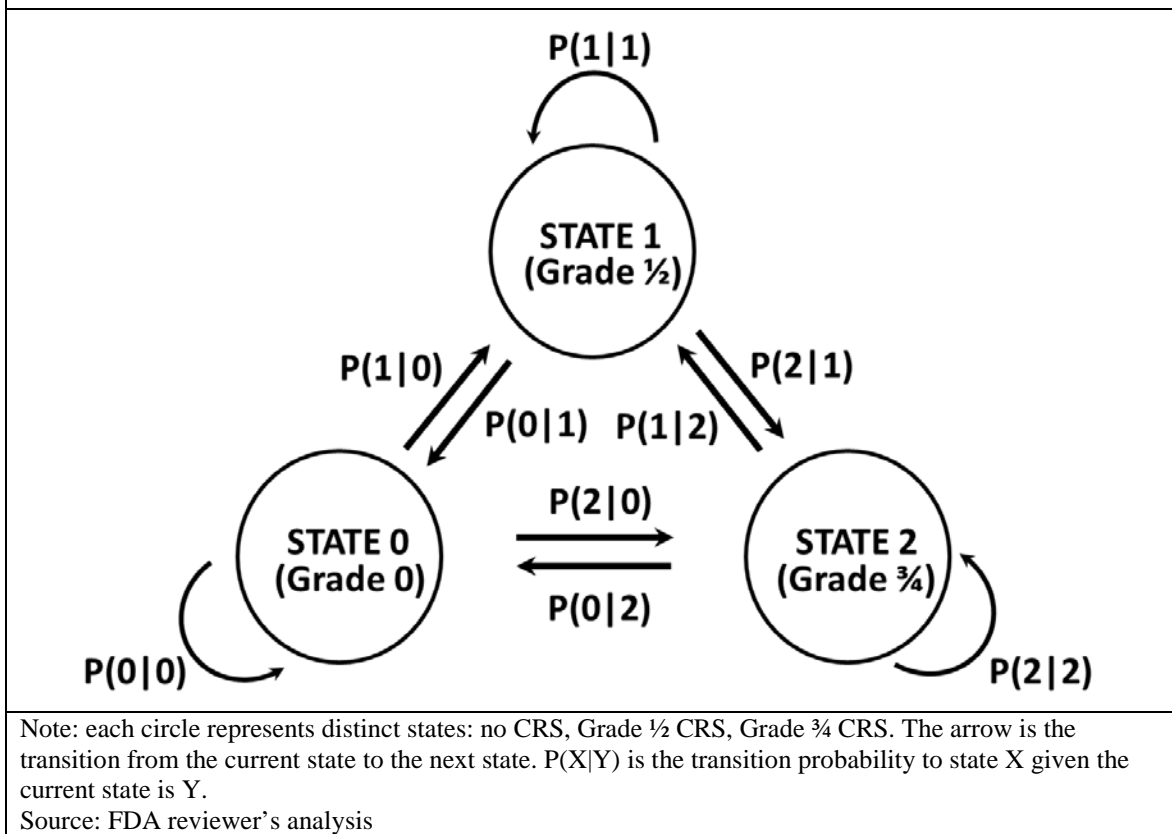 P(1|1)
STATE 1
(Grade ½)
P(1|0)
P(2|1)
P(0|1)
P(1|2)
P(2|0)
STATE 0
(Grade 0)
STATE 2
(Grade ¾)
P(0|2)
P(0|0)
P(2|2)
Note: each circle represents distinct states: no CRS, Grade ½ CRS, Grade ¾ CRS. The arrow is the
transition from the current state to the next state. P(X|Y) is the transition probability to state X given the
current state is Y.
Source: FDA reviewer's analysis